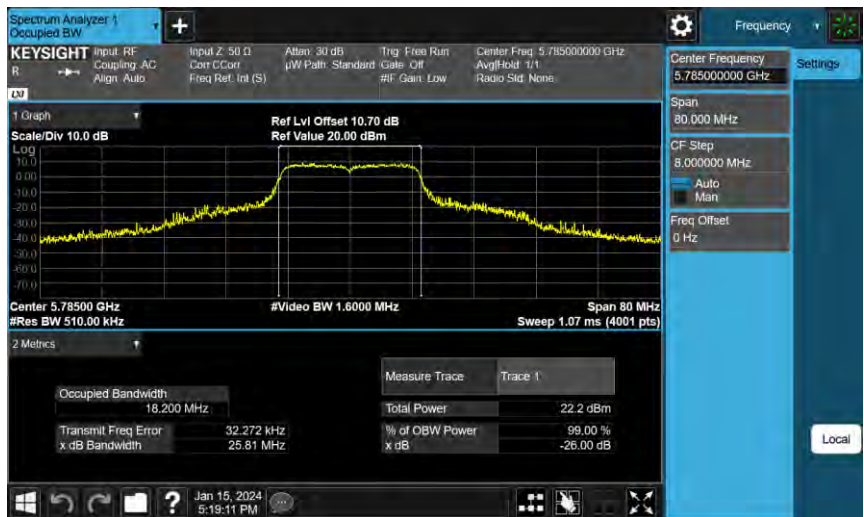 Spectrum Analyzer 1
Occupied BW
Frequency
KEYSIGHT
R
Input: RF
Coupling: AC
Align: Auto
Input Z: 50 Ω
Corr CCorr
Freq Ref: Int (S)
Atten: 30 dB
µW Path: Standard
Trig: Free Run
Gate: Off
#IF Gain: Low
Center Freq: 5.785000000 GHz
Avg|Hold: 1/1
Radio Std: None
LXI
1 Graph
Scale/Div 10.0 dB
Ref Lvl Offset 10.70 dB
Ref Value 20.00 dBm
Log
10.0
0.00
-10.0
-20.0
-30.0
-40.0
-50.0
-60.0
-70.0
Center 5.78500 GHz
#Res BW 510.00 kHz
#Video BW 1.6000 MHz
Span 80 MHz
Sweep 1.07 ms (4001 pts)
2 Metrics
Measure Trace Trace 1
Occupied Bandwidth
18.200 MHz
Total Power 22.2 dBm
Transmit Freq Error 32.272 kHz
% of OBW Power 99.00 %
x dB Bandwidth 25.81 MHz
x dB -26.00 dB
Center Frequency
5.785000000 GHz
Settings
Span
80.000 MHz
CF Step
8.000000 MHz
Auto
Man
Freq Offset
0 Hz
Local
?
Jan 15, 2024
5:19:11 PM